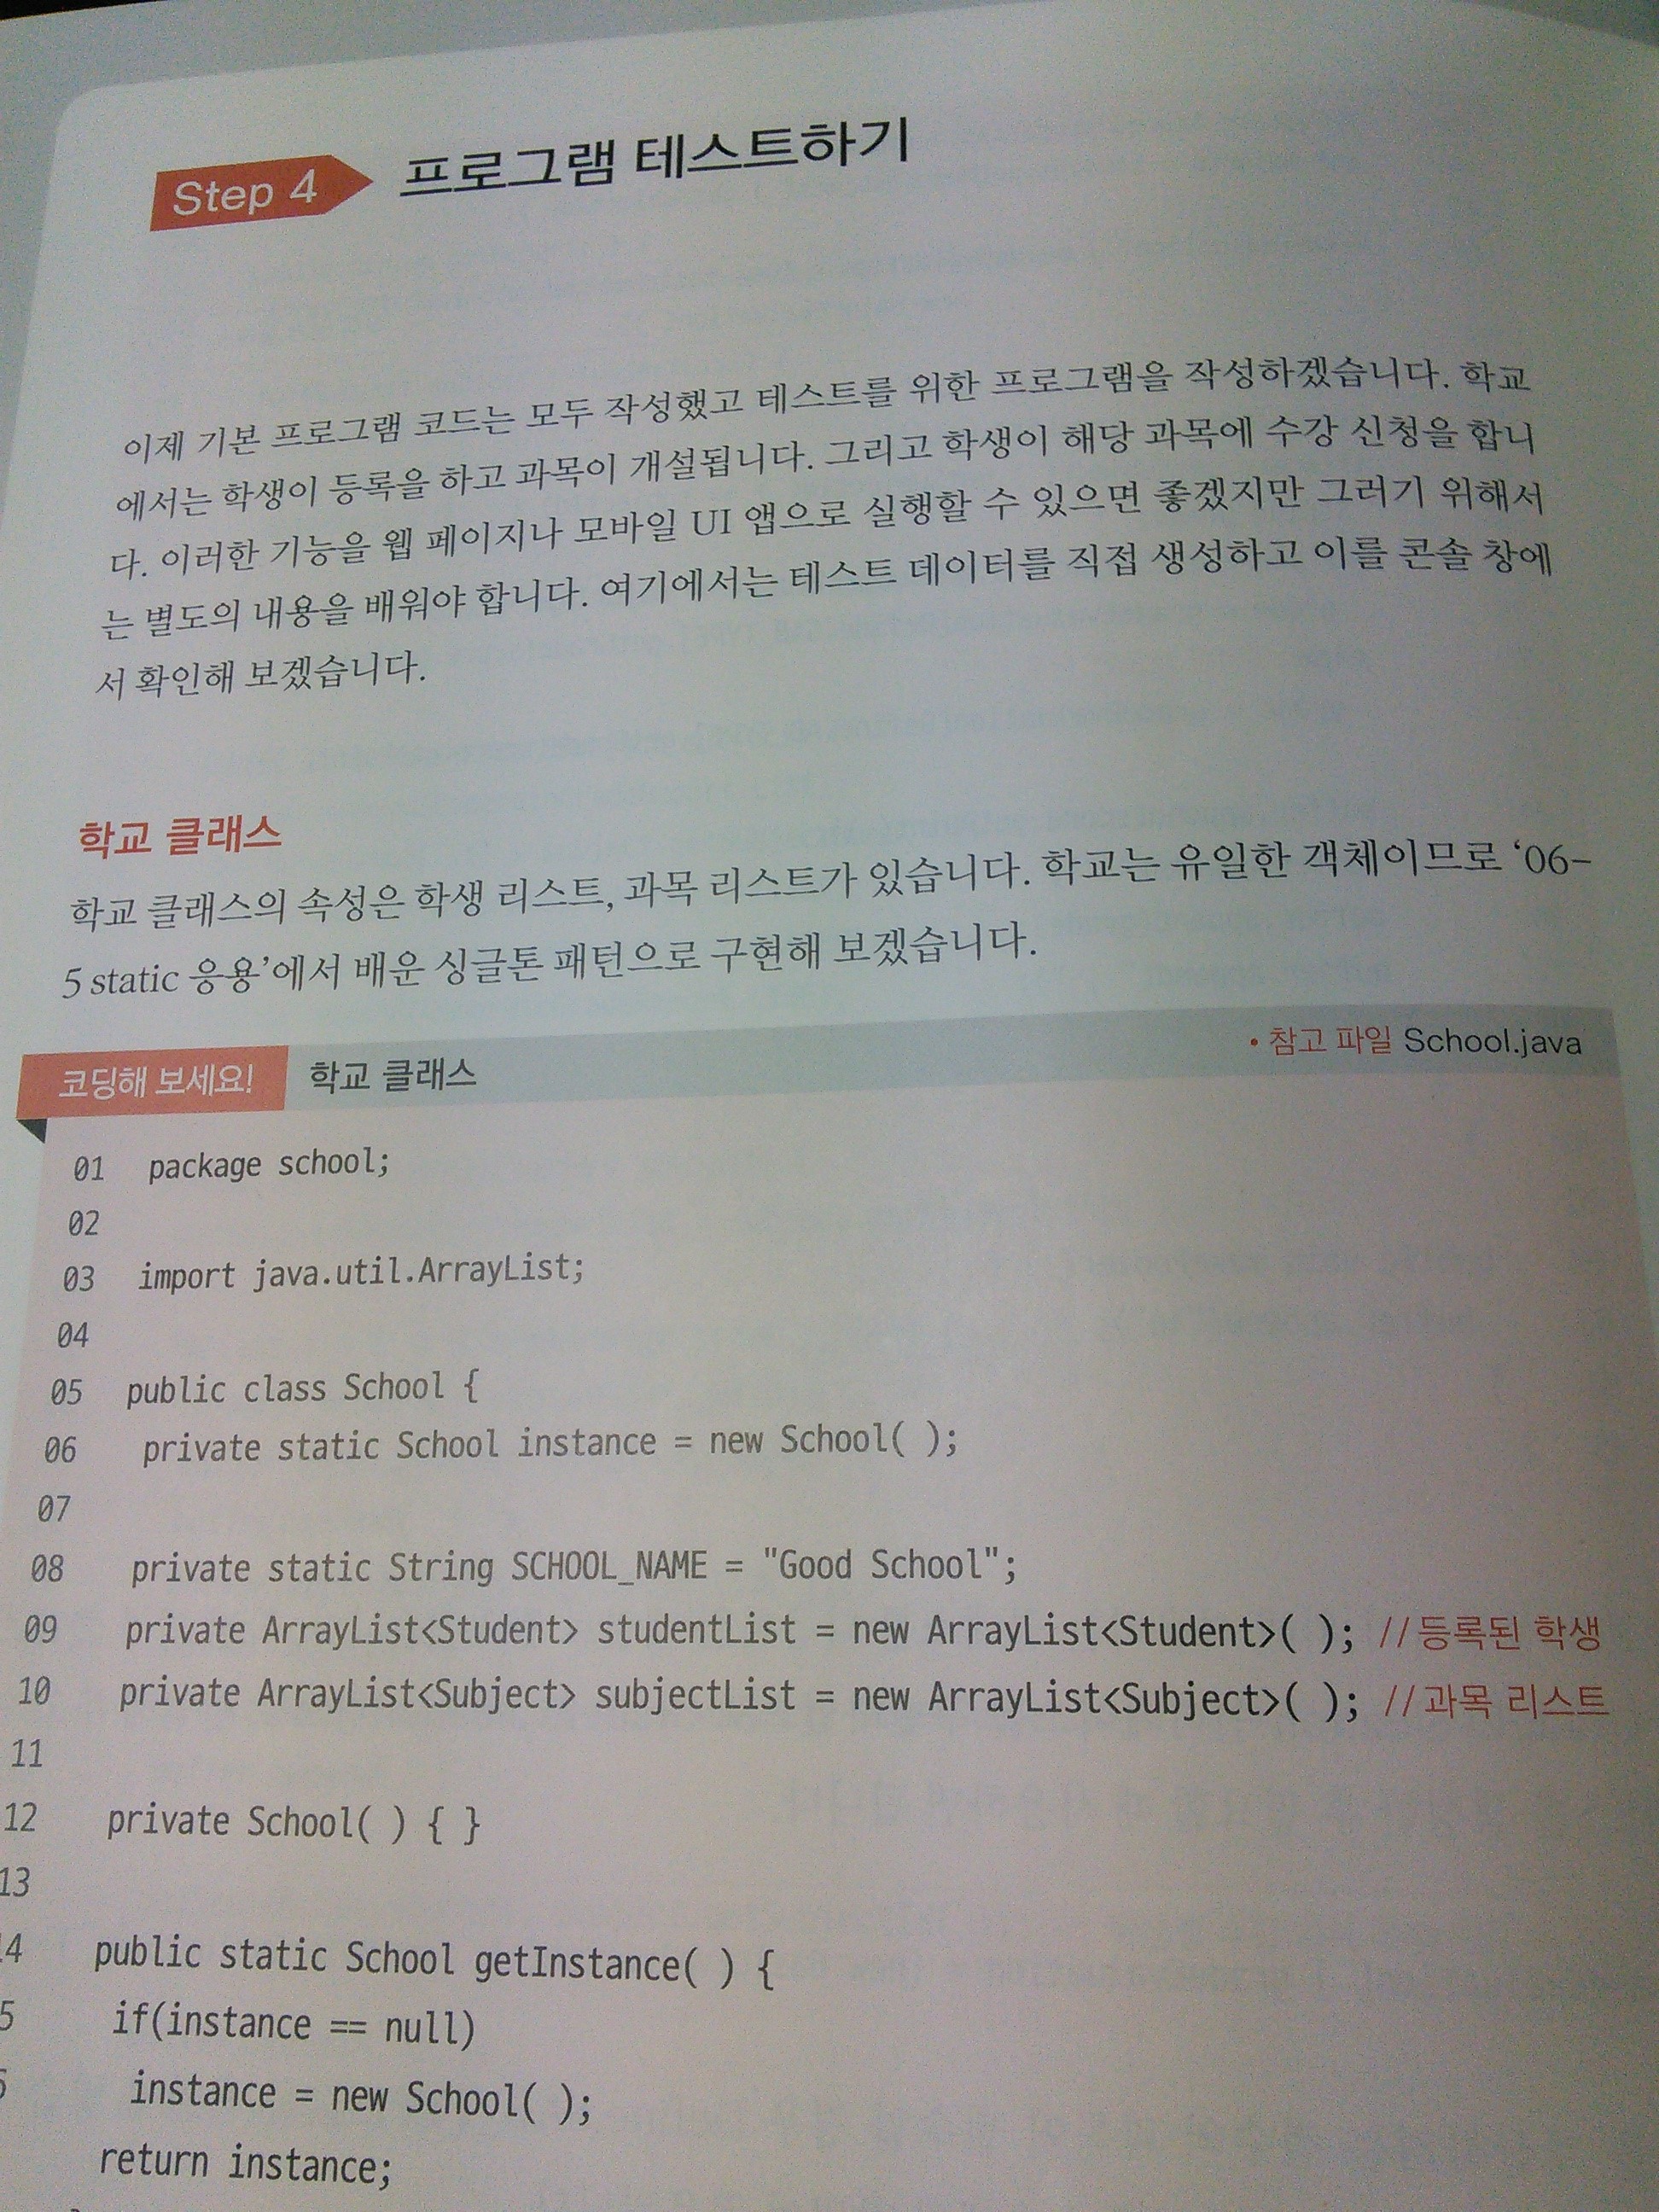 Step 4 프로그램 테스트하기
이제 기본 프로그램 코드는 모두 작성했고 테스트를 위한 프로그램을 작성하겠습니다. 학교
에서는 학생이 등록을 하고 과목이 개설됩니다. 그리고 학생이 해당 과목에 수강 신청을 합니
다. 이러한 기능을 웹 페이지나 모바일 UI 앱으로 실행할 수 있으면 좋겠지만 그러기 위해서
는 별도의 내용을 배워야 합니다. 여기에서는 테스트 데이터를 직접 생성하고 이를 콘솔 창에
서 확인해 보겠습니다.
학교 클래스
학교 클래스의 속성은 학생 리스트, 과목 리스트가 있습니다. 학교는 유일한 객체이므로 ‘06-
5 static 응용’에서 배운 싱글톤 패턴으로 구현해 보겠습니다.
코딩해 보세요! 학교 클래스 • 참고 파일 School.java
01 package school;
02
03 import java.util.ArrayList;
04
05 public class School {
06 private static School instance = new School( );
07
08 private static String SCHOOL_NAME = "Good School";
09 private ArrayList<Student> studentList = new ArrayList<Student>( ); //등록된 학생
10 private ArrayList<Subject> subjectList = new ArrayList<Subject>( ); //과목 리스트
11
12 private School( ) { }
13
4 public static School getInstance( ) {
5 if(instance == null)
instance = new School( );
return instance;